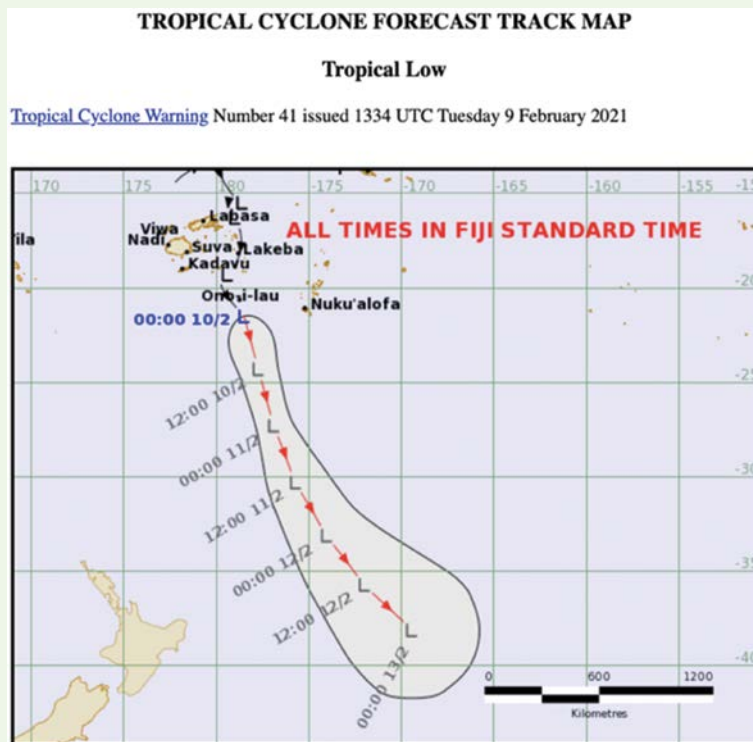 TROPICAL CYCLONE FORECAST TRACK MAP
Tropical Low
Tropical Cyclone Warning Number 41 issued 1334 UTC Tuesday 9 February 2021
170 175 -180 -175 -170 -165 -160 -155
ALL TIMES IN FIJI STANDARD TIME
Labasa
Viwa
Nadi
ila
Suva
Lakeba
Kadavu
-20
Ono-i-lau
Nuku'alofa
00:00 10/2
L
-25
12:00 10/2
00:00 11/2
-30
12:00 11/2
00:00 12/2
-35
12:00 12/2
00:00 13/2
-40
0 600 1200
Kilometres